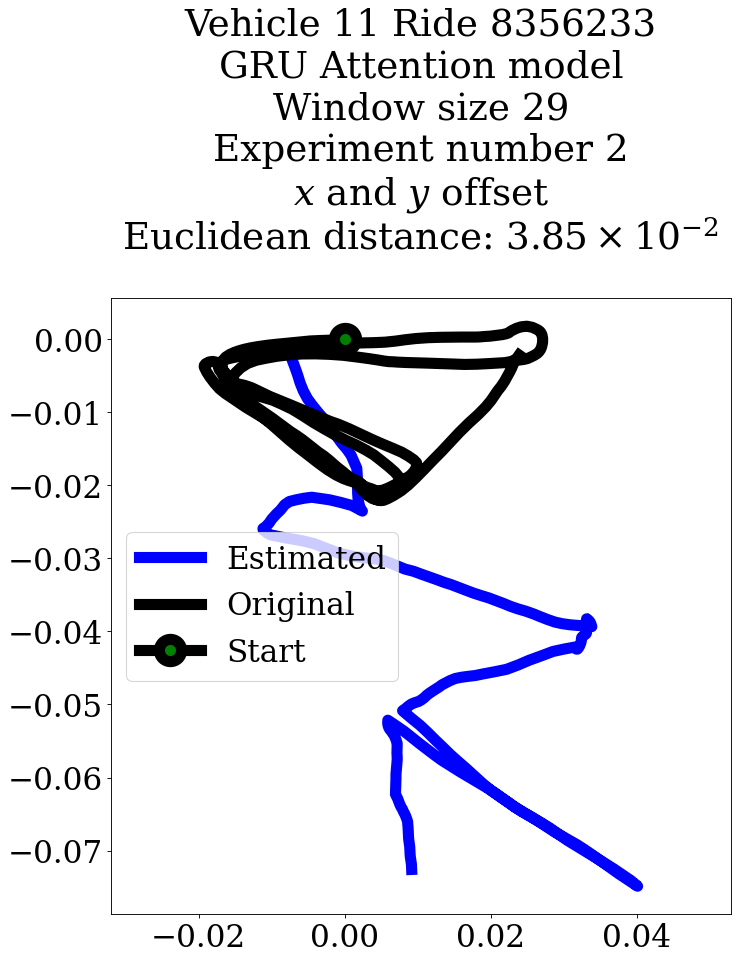 Vehicle 11 Ride 8356233
GRU Attention model
Window size 29
Experiment number 2
x and y offset
Euclidean distance: 3.85 × 10⁻²
0.00
−0.01
−0.02
−0.03
−0.04
−0.05
−0.06
−0.07
Estimated
Original
Start
−0.02 0.00 0.02 0.04